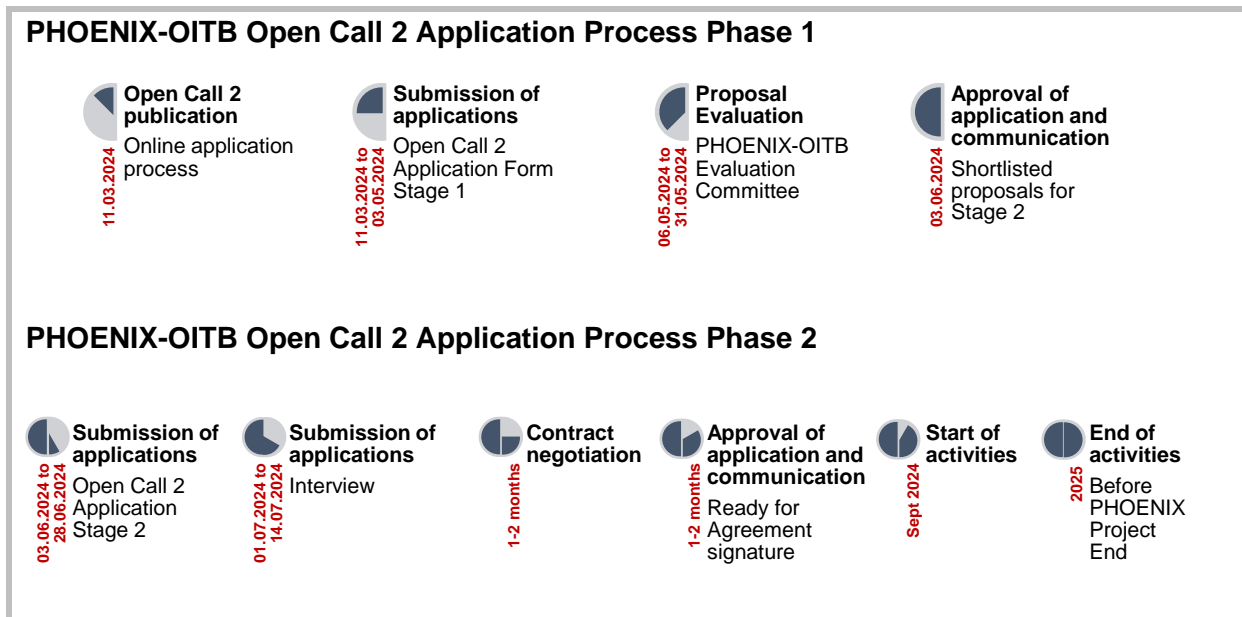 PHOENIX-OITB Open Call 2 Application Process Phase 1
Open Call 2
publication
Online application
process
11.03.2024
Submission of
applications
Open Call 2
Application Form
Stage 1
11.03.2024 to
03.05.2024
Proposal
Evaluation
PHOENIX-OITB
Evaluation
Committee
06.05.2024 to
31.05.2024
Approval of
application and
communication
Shortlisted
proposals for
Stage 2
03.06.2024
PHOENIX-OITB Open Call 2 Application Process Phase 2
Submission of
applications
Open Call 2
Application
Stage 2
03.06.2024 to
28.06.2024
Submission of
applications
Interview
01.07.2024 to
14.07.2024
Contract
negotiation
1-2 months
Approval of
application and
communication
Ready for
Agreement
signature
1-2 months
Start of
activities
Sept 2024
End of
activities
Before
PHOENIX
Project
End
2025